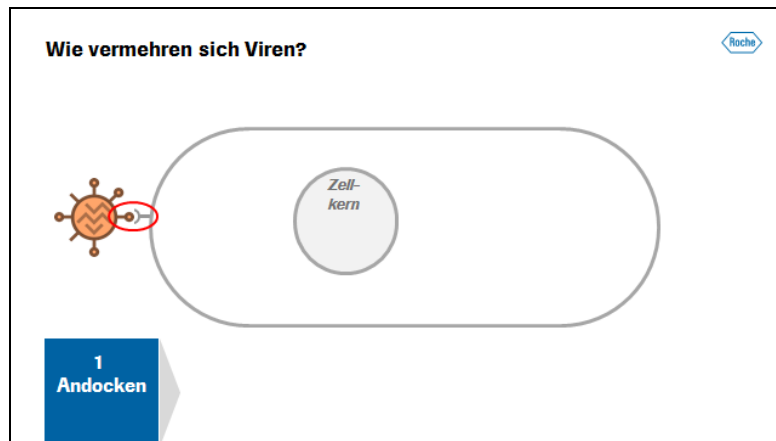 Wie vermehren sich Viren?
Roche
Zell-
kern
1
Andocken